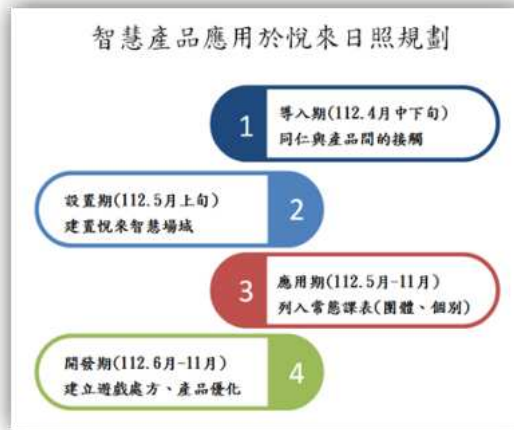 智慧產品應用於悅來日照規劃
1
導入期(112.4月中下旬)
同仁與產品間的接觸
設置期(112.5月上旬)
建置悅來智慧場域
2
3
應用期(112.5月-11月)
列入常態課表(團體、個別)
開發期(112.6月-11月)
建立遊戲處方、產品優化
4